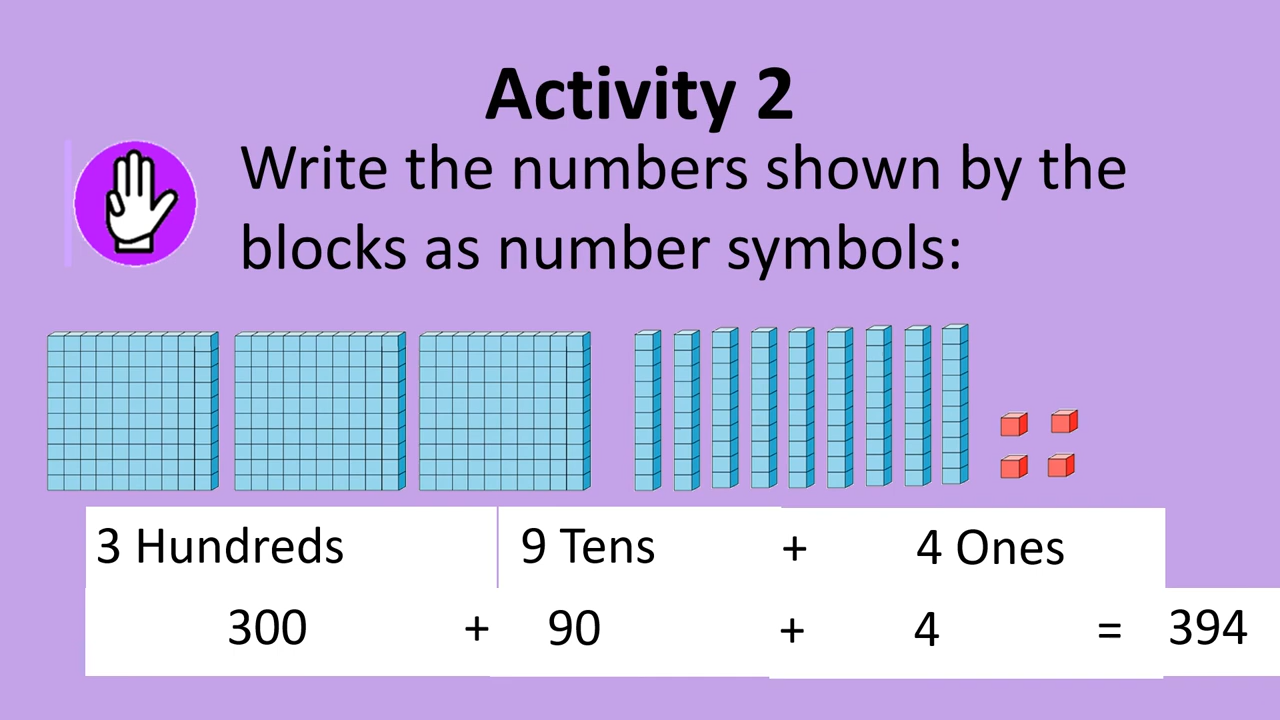 Activity 2
Write the numbers shown by the
blocks as number symbols:
3 Hundreds 9 Tens + 4 Ones
300 + 90 + 4 = 394